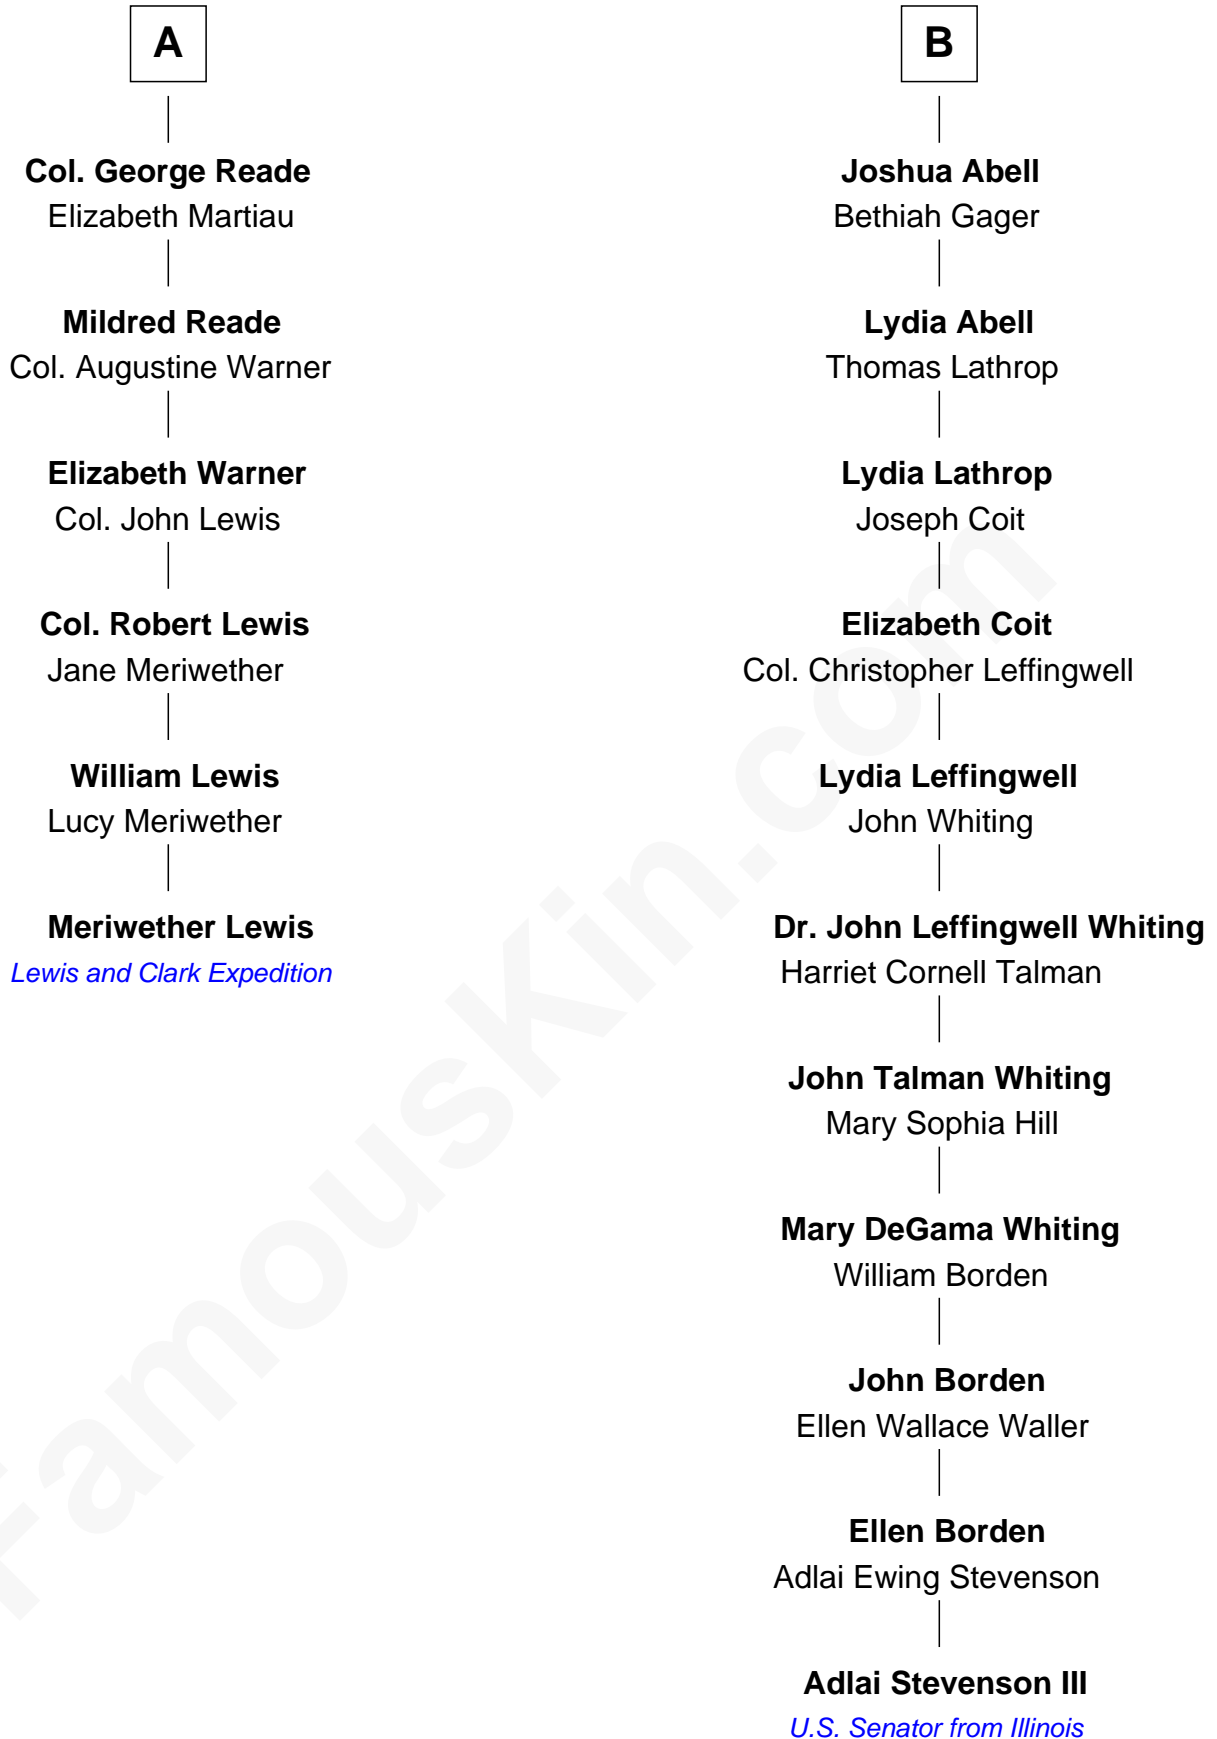 A
Col. George Reade
Elizabeth Martiau
Mildred Reade
Col. Augustine Warner
Elizabeth Warner
Col. John Lewis
Col. Robert Lewis
Jane Meriwether
William Lewis
Lucy Meriwether
Meriwether Lewis
Lewis and Clark Expedition
B
Joshua Abell
Bethiah Gager
Lydia Abell
Thomas Lathrop
Lydia Lathrop
Joseph Coit
Elizabeth Coit
Col. Christopher Leffingwell
Lydia Leffingwell
John Whiting
Dr. John Leffingwell Whiting
Harriet Cornell Talman
John Talman Whiting
Mary Sophia Hill
Mary DeGama Whiting
William Borden
John Borden
Ellen Wallace Waller
Ellen Borden
Adlai Ewing Stevenson
Adlai Stevenson III
U.S. Senator from Illinois
FamousKin.com